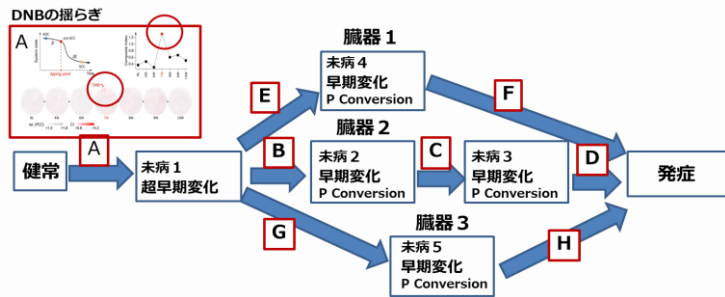 DNBの揺らぎ
A
臓器1
未病4
早期変化
P Conversion
E
F
臓器2
A
B
C
D
健常
未病1
超早期変化
未病2
早期変化
P Conversion
未病3
早期変化
P Conversion
発症
G
臓器3
H
未病5
早期変化
P Conversion